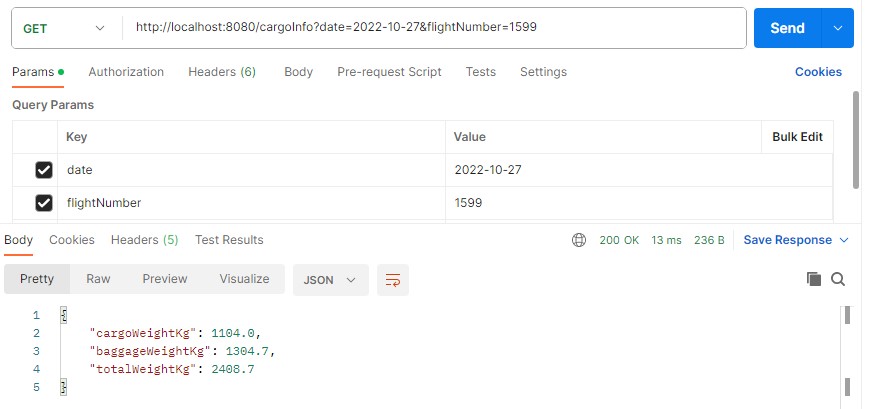 GET http://localhost:8080/cargoInfo?date=2022-10-27&flightNumber=1599 Send
Params Authorization Headers (6) Body Pre-request Script Tests Settings Cookies
Query Params
Key Value Bulk Edit
date 2022-10-27
flightNumber 1599
Body Cookies Headers (5) Test Results 200 OK 13 ms 236 B Save Response
Pretty Raw Preview Visualize JSON
1 {
2 "cargoWeightKg": 1104.0,
3 "baggageWeightKg": 1304.7,
4 "totalWeightKg": 2408.7
5 }